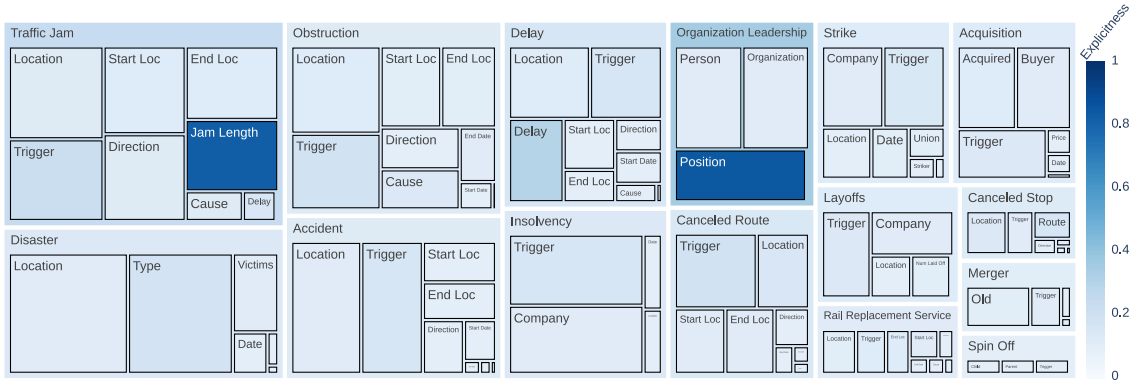 Traffic Jam
Location
Start Loc
End Loc
Jam Length
Trigger
Direction
Cause
Delay
Obstruction
Location
Start Loc
End Loc
Trigger
Direction
End Date
Cause
Start Date
Delay
Location
Trigger
Delay
Start Loc
Direction
Start Date
End Loc
Cause
Organization Leadership
Person
Organization
Position
Strike
Company
Trigger
Location
Date
Union
Striker
Acquisition
Acquired
Buyer
Trigger
Price
Date
Explicitness
1
0.8
0.6
0.4
0.2
0
Disaster
Location
Type
Victims
Date
Accident
Location
Trigger
Start Loc
End Loc
Direction
Start Date
Insolvency
Trigger
Date
Company
Canceled Route
Trigger
Location
Start Loc
End Loc
Direction
Layoffs
Trigger
Company
Location
Num Laid Off
Canceled Stop
Location
Trigger
Route
Direction
Merger
Old
Trigger
Rail Replacement Service
Location
Trigger
End Loc
Start Loc
Spin Off
Child
Parent
Trigger